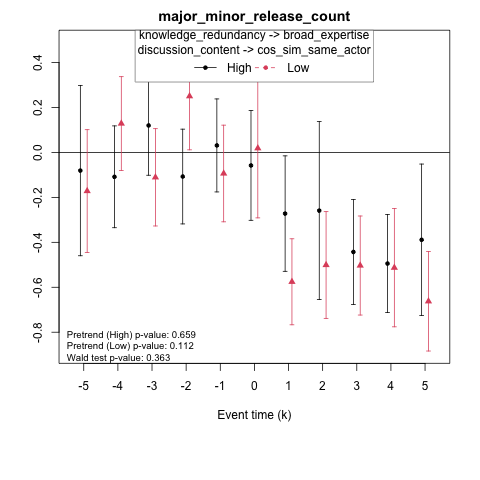 major_minor_release_count
knowledge_redundancy -> broad_expertise
discussion_content -> cos_sim_same_actor
High Low
0.4
0.2
0.0
-0.2
-0.4
-0.6
-0.8
Pretrend (High) p-value: 0.659
Pretrend (Low) p-value: 0.112
Wald test p-value: 0.363
-5 -4 -3 -2 -1 0 1 2 3 4 5
Event time (k)